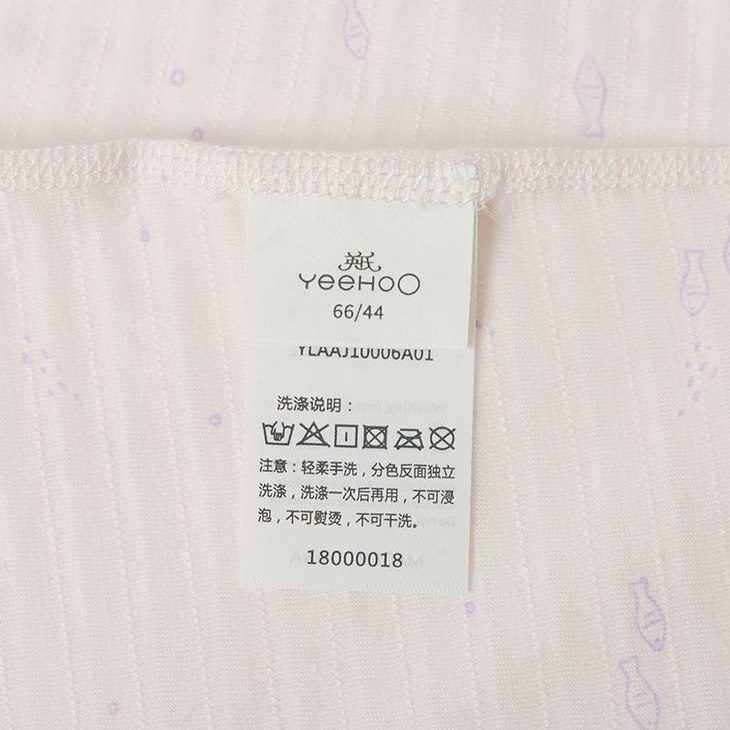 英氏
YeeHoO
66/44
YLAAJ10006A01
洗涤说明：
注意：轻柔手洗，分色反面独立
洗涤，洗涤一次后再用，不可浸
泡，不可熨烫，不可干洗。
18000018